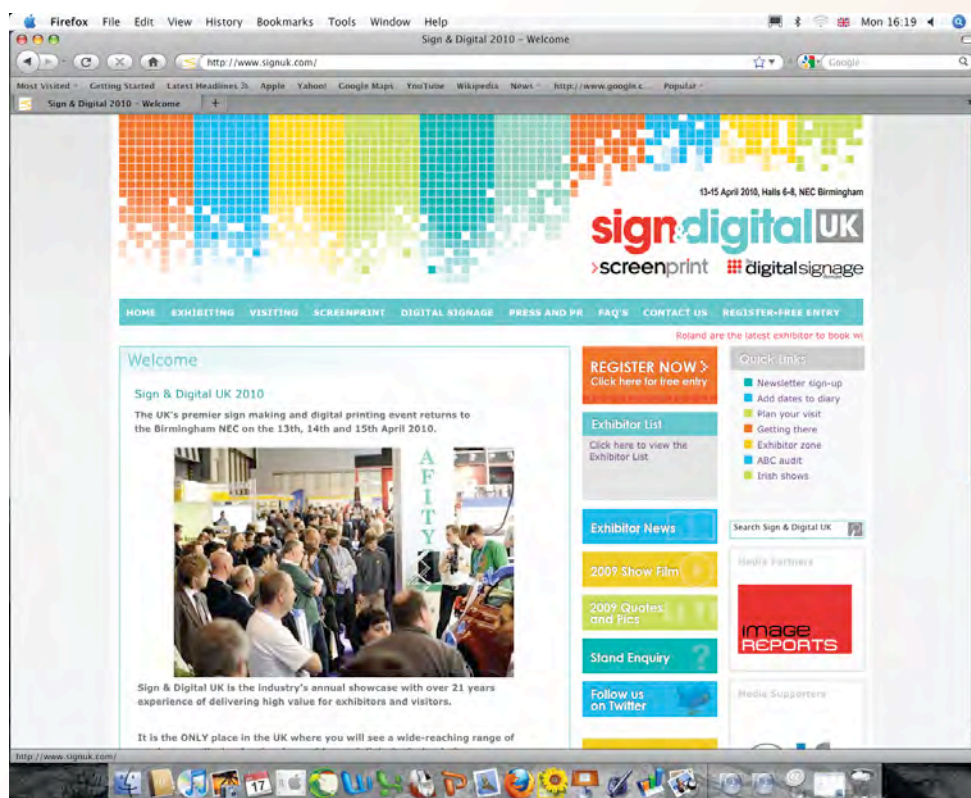 Firefox File Edit View History Bookmarks Tools Window Help Mon 16:19
Sign & Digital 2010 – Welcome
http://www.signuk.com/ Google
Most Visited Getting Started Latest Headlines Apple Yahoo! Google Maps YouTube Wikipedia News http://www.google.c... Popular
Sign & Digital 2010 – Welcome +
13-15 April 2010, Halls 6-8, NEC Birmingham
sign&digital UK
>screenprint digitalsignage
HOME EXHIBITING VISITING SCREENPRINT DIGITAL SIGNAGE PRESS AND PR FAQ'S CONTACT US REGISTER-FREE ENTRY
Roland are the latest exhibitor to book wi
Welcome
Sign & Digital UK 2010
The UK's premier sign making and digital printing event returns to
the Birmingham NEC on the 13th, 14th and 15th April 2010.
AFITY
Sign & Digital UK is the industry's annual showcase with over 21 years
experience of delivering high value for exhibitors and visitors.
It is the ONLY place in the UK where you will see a wide-reaching range of
REGISTER NOW >
Click here for free entry
Exhibitor List
Click here to view the
Exhibitor List
Exhibitor News
2009 Show Film
2009 Quotes
and Pics
Stand Enquiry ?
Follow us
on Twitter
Quick Links
Newsletter sign-up
Add dates to diary
Plan your visit
Getting there
Exhibitor zone
ABC audit
Irish shows
Search Sign & Digital UK
Media Partners
IMAGE
REPORTS
Media Supporters
http://www.signuk.com/
17